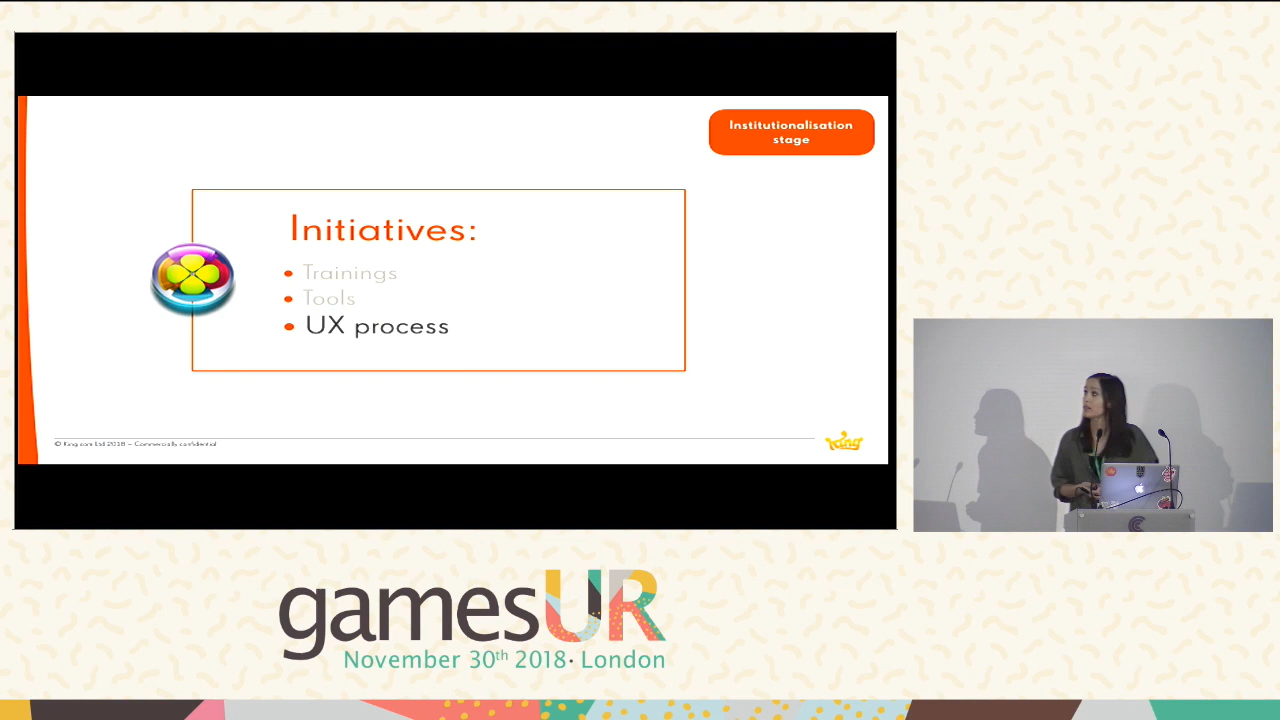 Institutionalisation
stage
Initiatives:
Trainings
Tools
UX process
© King.com Ltd 2018 – Commercially confidential
King
gamesUR
November 30th 2018 · London